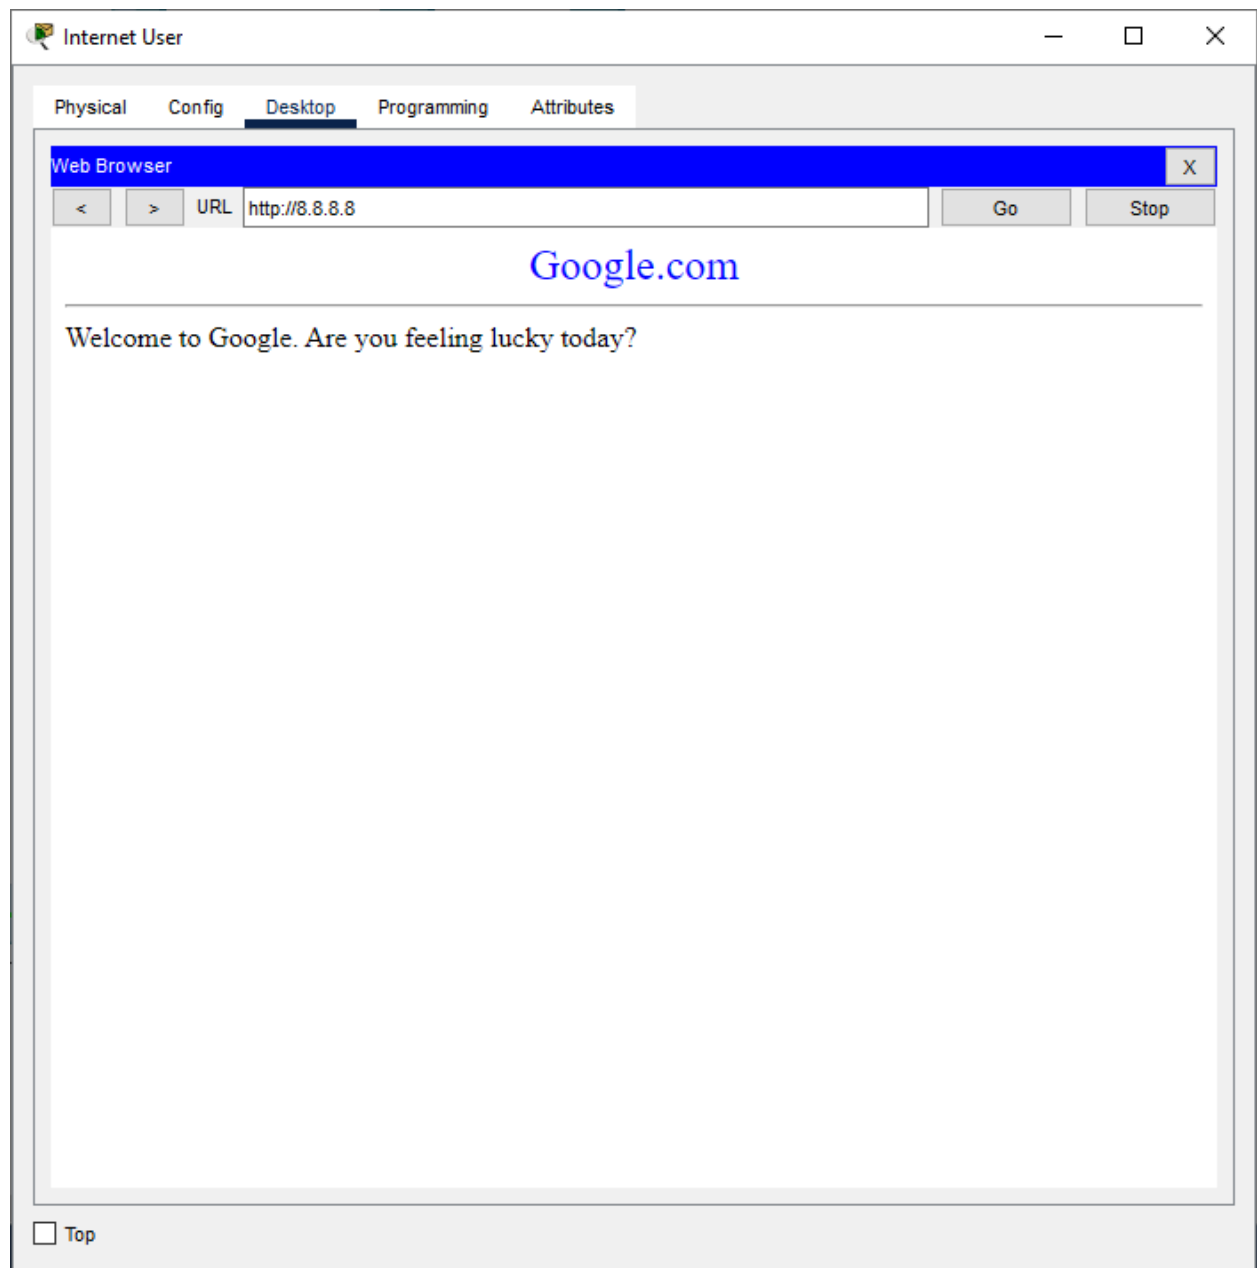 Internet User
Physical Config Desktop Programming Attributes
Web Browser X
< > URL http://8.8.8.8 Go Stop
Google.com
Welcome to Google. Are you feeling lucky today?
Top